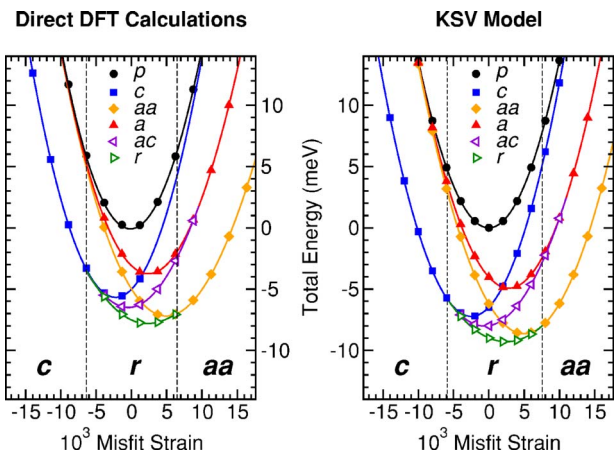 Direct DFT Calculations
KSV Model
p
c
aa
a
ac
r
p
c
aa
a
ac
r
10
5
0
-5
-10
Total Energy (meV)
10
5
0
-5
-10
c r aa
c r aa
-15 -10 -5 0 5 10 15
-15 -10 -5 0 5 10 15
10³ Misfit Strain
10³ Misfit Strain